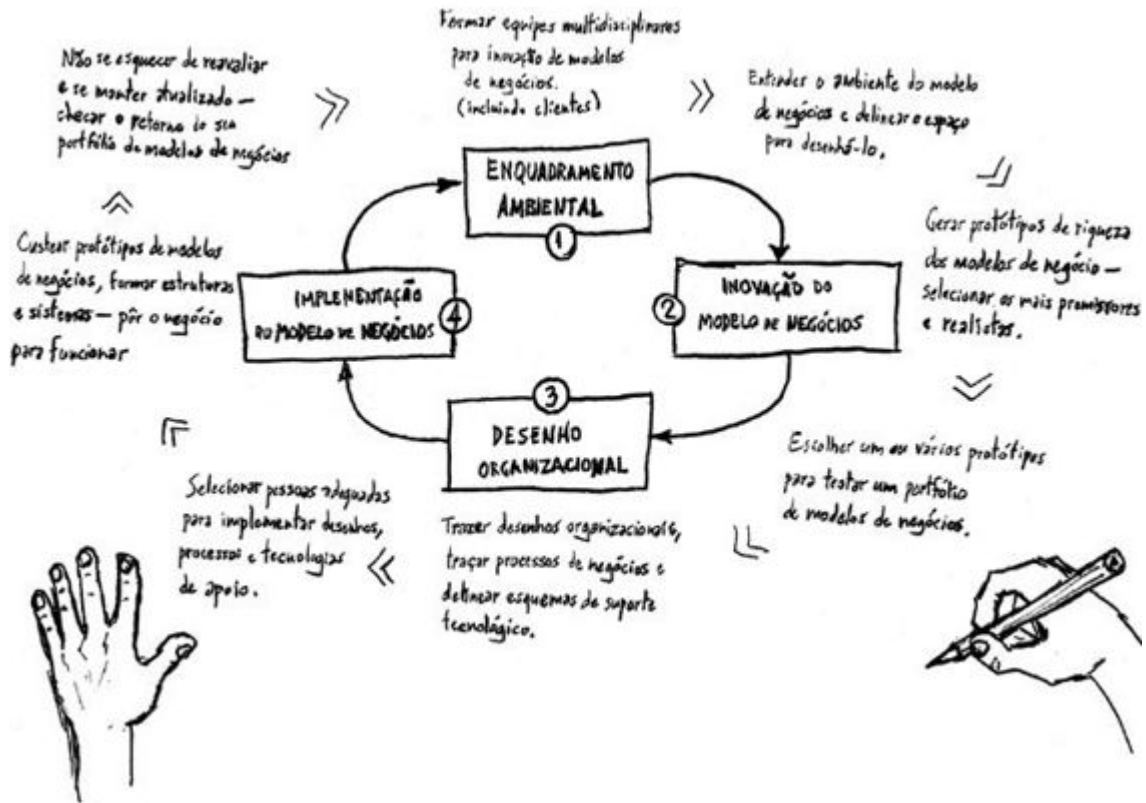 Formar equipes multidisciplinares
para inovação de modelos
de negócios.
(incluindo clientes)
Entender o ambiente do modelo
de negócios e delinear o espaço
para desenhá-lo.
Gerar protótipos de riqueza
dos modelos de negócio —
selecionar os mais promissores
e realistas.
Escolher um ou vários protótipos
para tratar um portfólio
de modelos de negócios.
Trazer desenhos organizacionais,
traçar processos de negócios e
delinear esquemas de suporte
tecnológico.
Selecionar pessoas adequadas
para implementar desenhos,
processos e tecnologias
de apoio.
Custear protótipos de modelos
de negócios, formar estruturas
e sistemas — pôr o negócio
para funcionar
Não se esquecer de reavaliar
e se manter atualizado —
checar o retorno do seu
portfólio de modelos de negócios
ENQUADRAMENTO
AMBIENTAL
1
INOVAÇÃO DO
MODELO DE NEGÓCIOS
2
3
DESENHO
ORGANIZACIONAL
IMPLEMENTAÇÃO
DO MODELO DE NEGÓCIOS
4